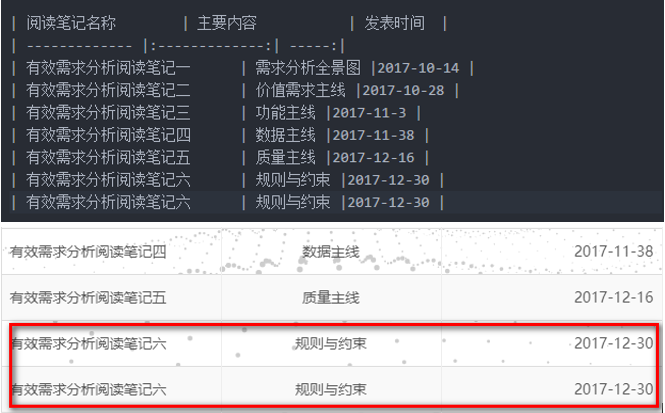 | 阅读笔记名称 | 主要内容 | 发表时间 |
| ------------- |:-------------:| -----:|
| 有效需求分析阅读笔记一 | 需求分析全景图 |2017-10-14 |
| 有效需求分析阅读笔记二 | 价值需求主线 |2017-10-28 |
| 有效需求分析阅读笔记三 | 功能主线 |2017-11-3 |
| 有效需求分析阅读笔记四 | 数据主线 |2017-11-38 |
| 有效需求分析阅读笔记五 | 质量主线 |2017-12-16 |
| 有效需求分析阅读笔记六 | 规则与约束 |2017-12-30 |
| 有效需求分析阅读笔记六 | 规则与约束 |2017-12-30 |
有效需求分析阅读笔记四 数据主线 2017-11-38
有效需求分析阅读笔记五 质量主线 2017-12-16
有效需求分析阅读笔记六 规则与约束 2017-12-30
有效需求分析阅读笔记六 规则与约束 2017-12-30